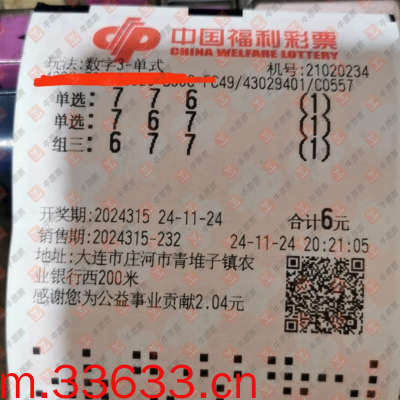 中国福利彩票
CHINA WELFARE LOTTERY
玩法:数字3-单式
机号:21020234
FC49/43029401/C0557
单选: 7 7 6 (1)
单选: 7 6 7 (1)
组三: 6 7 7 (1)
开奖期:2024315 24-11-24 合计6元
销售期:2024315-232 24-11-24 20:21:05
地址:大连市庄河市青堆子镇农
业银行西200米
感谢您为公益事业贡献2.04元
m.33633.cn